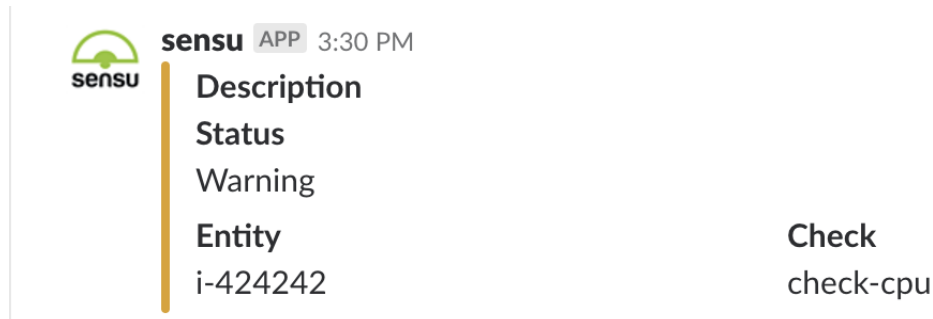 sensu
sensu APP 3:30 PM
Description
Status
Warning
Entity Check
i-424242 check-cpu